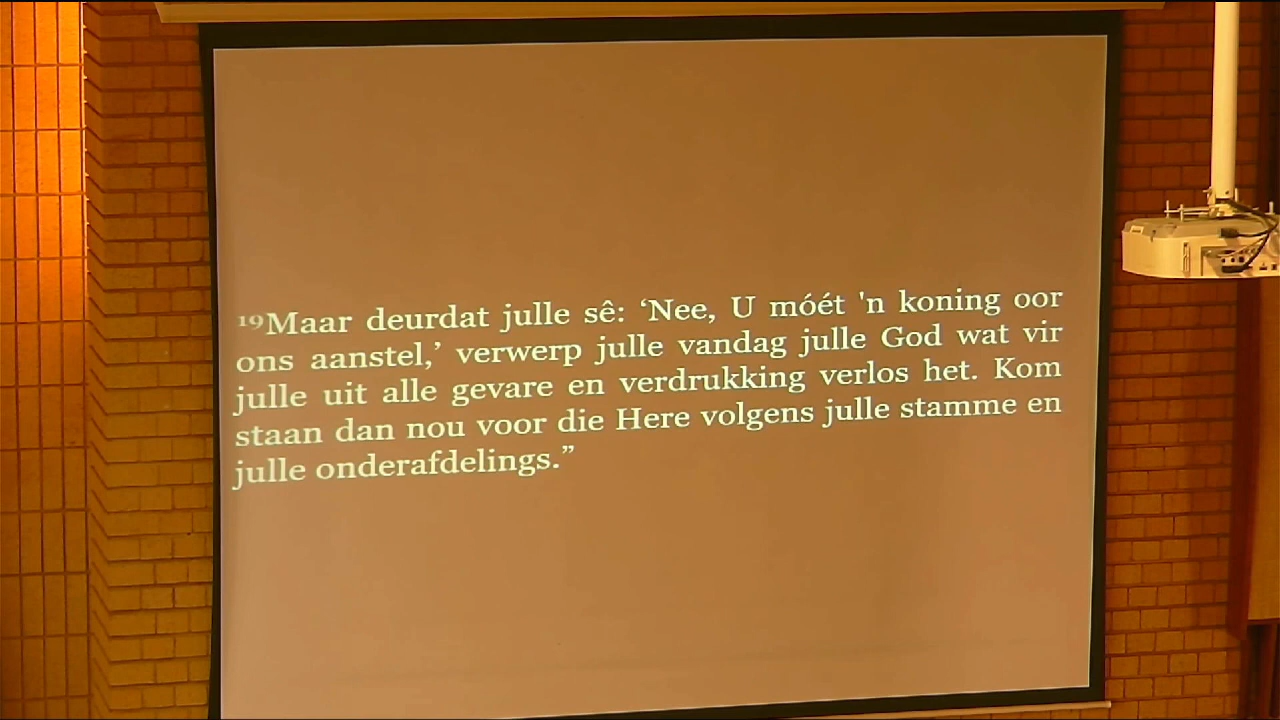 ¹⁹Maar deurdat julle sê: ‘Nee, U móét 'n koning oor
ons aanstel,’ verwerp julle vandag julle God wat vir
julle uit alle gevare en verdrukking verlos het. Kom
staan dan nou voor die Here volgens julle stamme en
julle onderafdelings.”